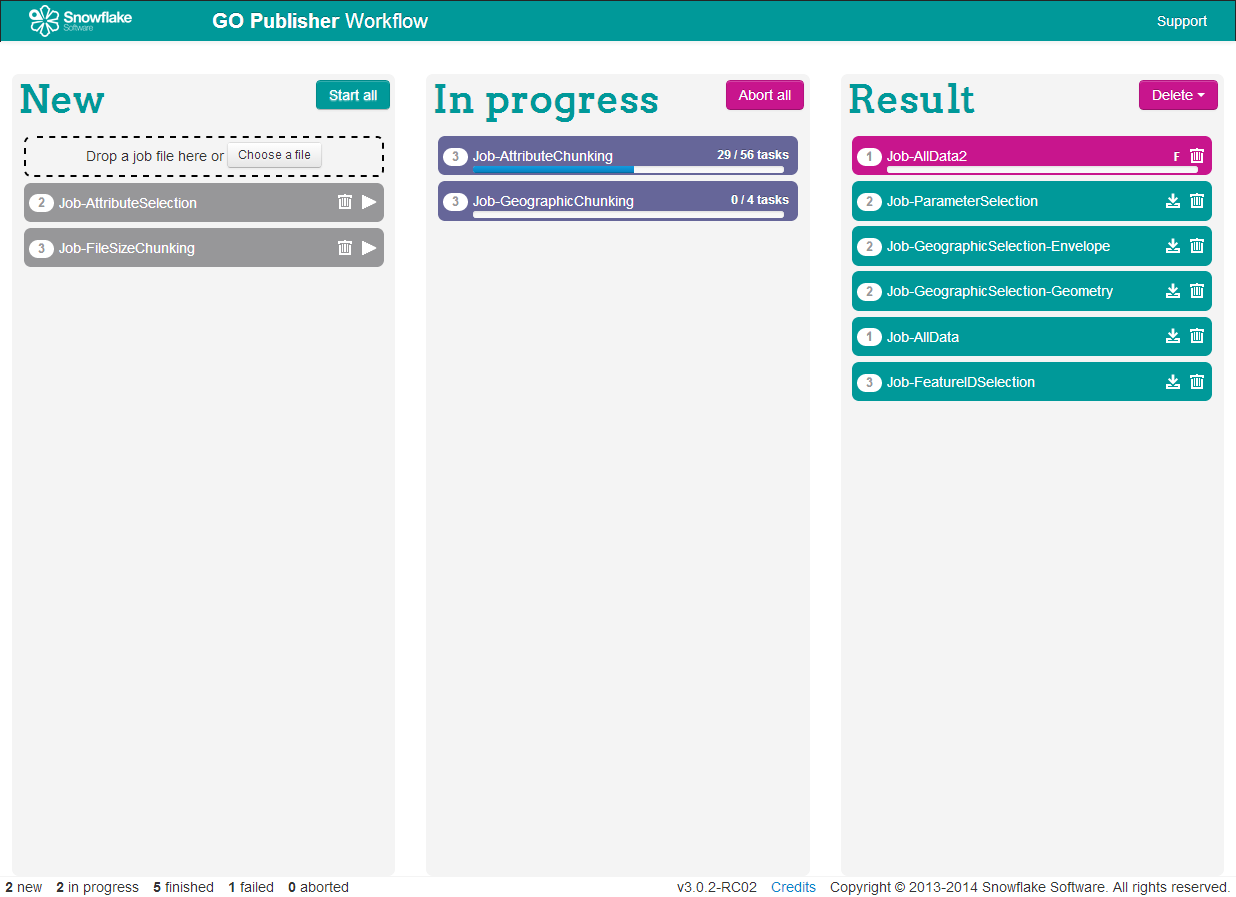 Snowflake
Software
GO Publisher Workflow
Support
New
Start all
Drop a job file here or Choose a file
2 Job-AttributeSelection
3 Job-FileSizeChunking
In progress
Abort all
3 Job-AttributeChunking 29 / 56 tasks
3 Job-GeographicChunking 0 / 4 tasks
Result
Delete
1 Job-AllData2 F
2 Job-ParameterSelection
2 Job-GeographicSelection-Envelope
2 Job-GeographicSelection-Geometry
1 Job-AllData
3 Job-FeatureIDSelection
2 new 2 in progress 5 finished 1 failed 0 aborted
v3.0.2-RC02 Credits Copyright © 2013-2014 Snowflake Software. All rights reserved.